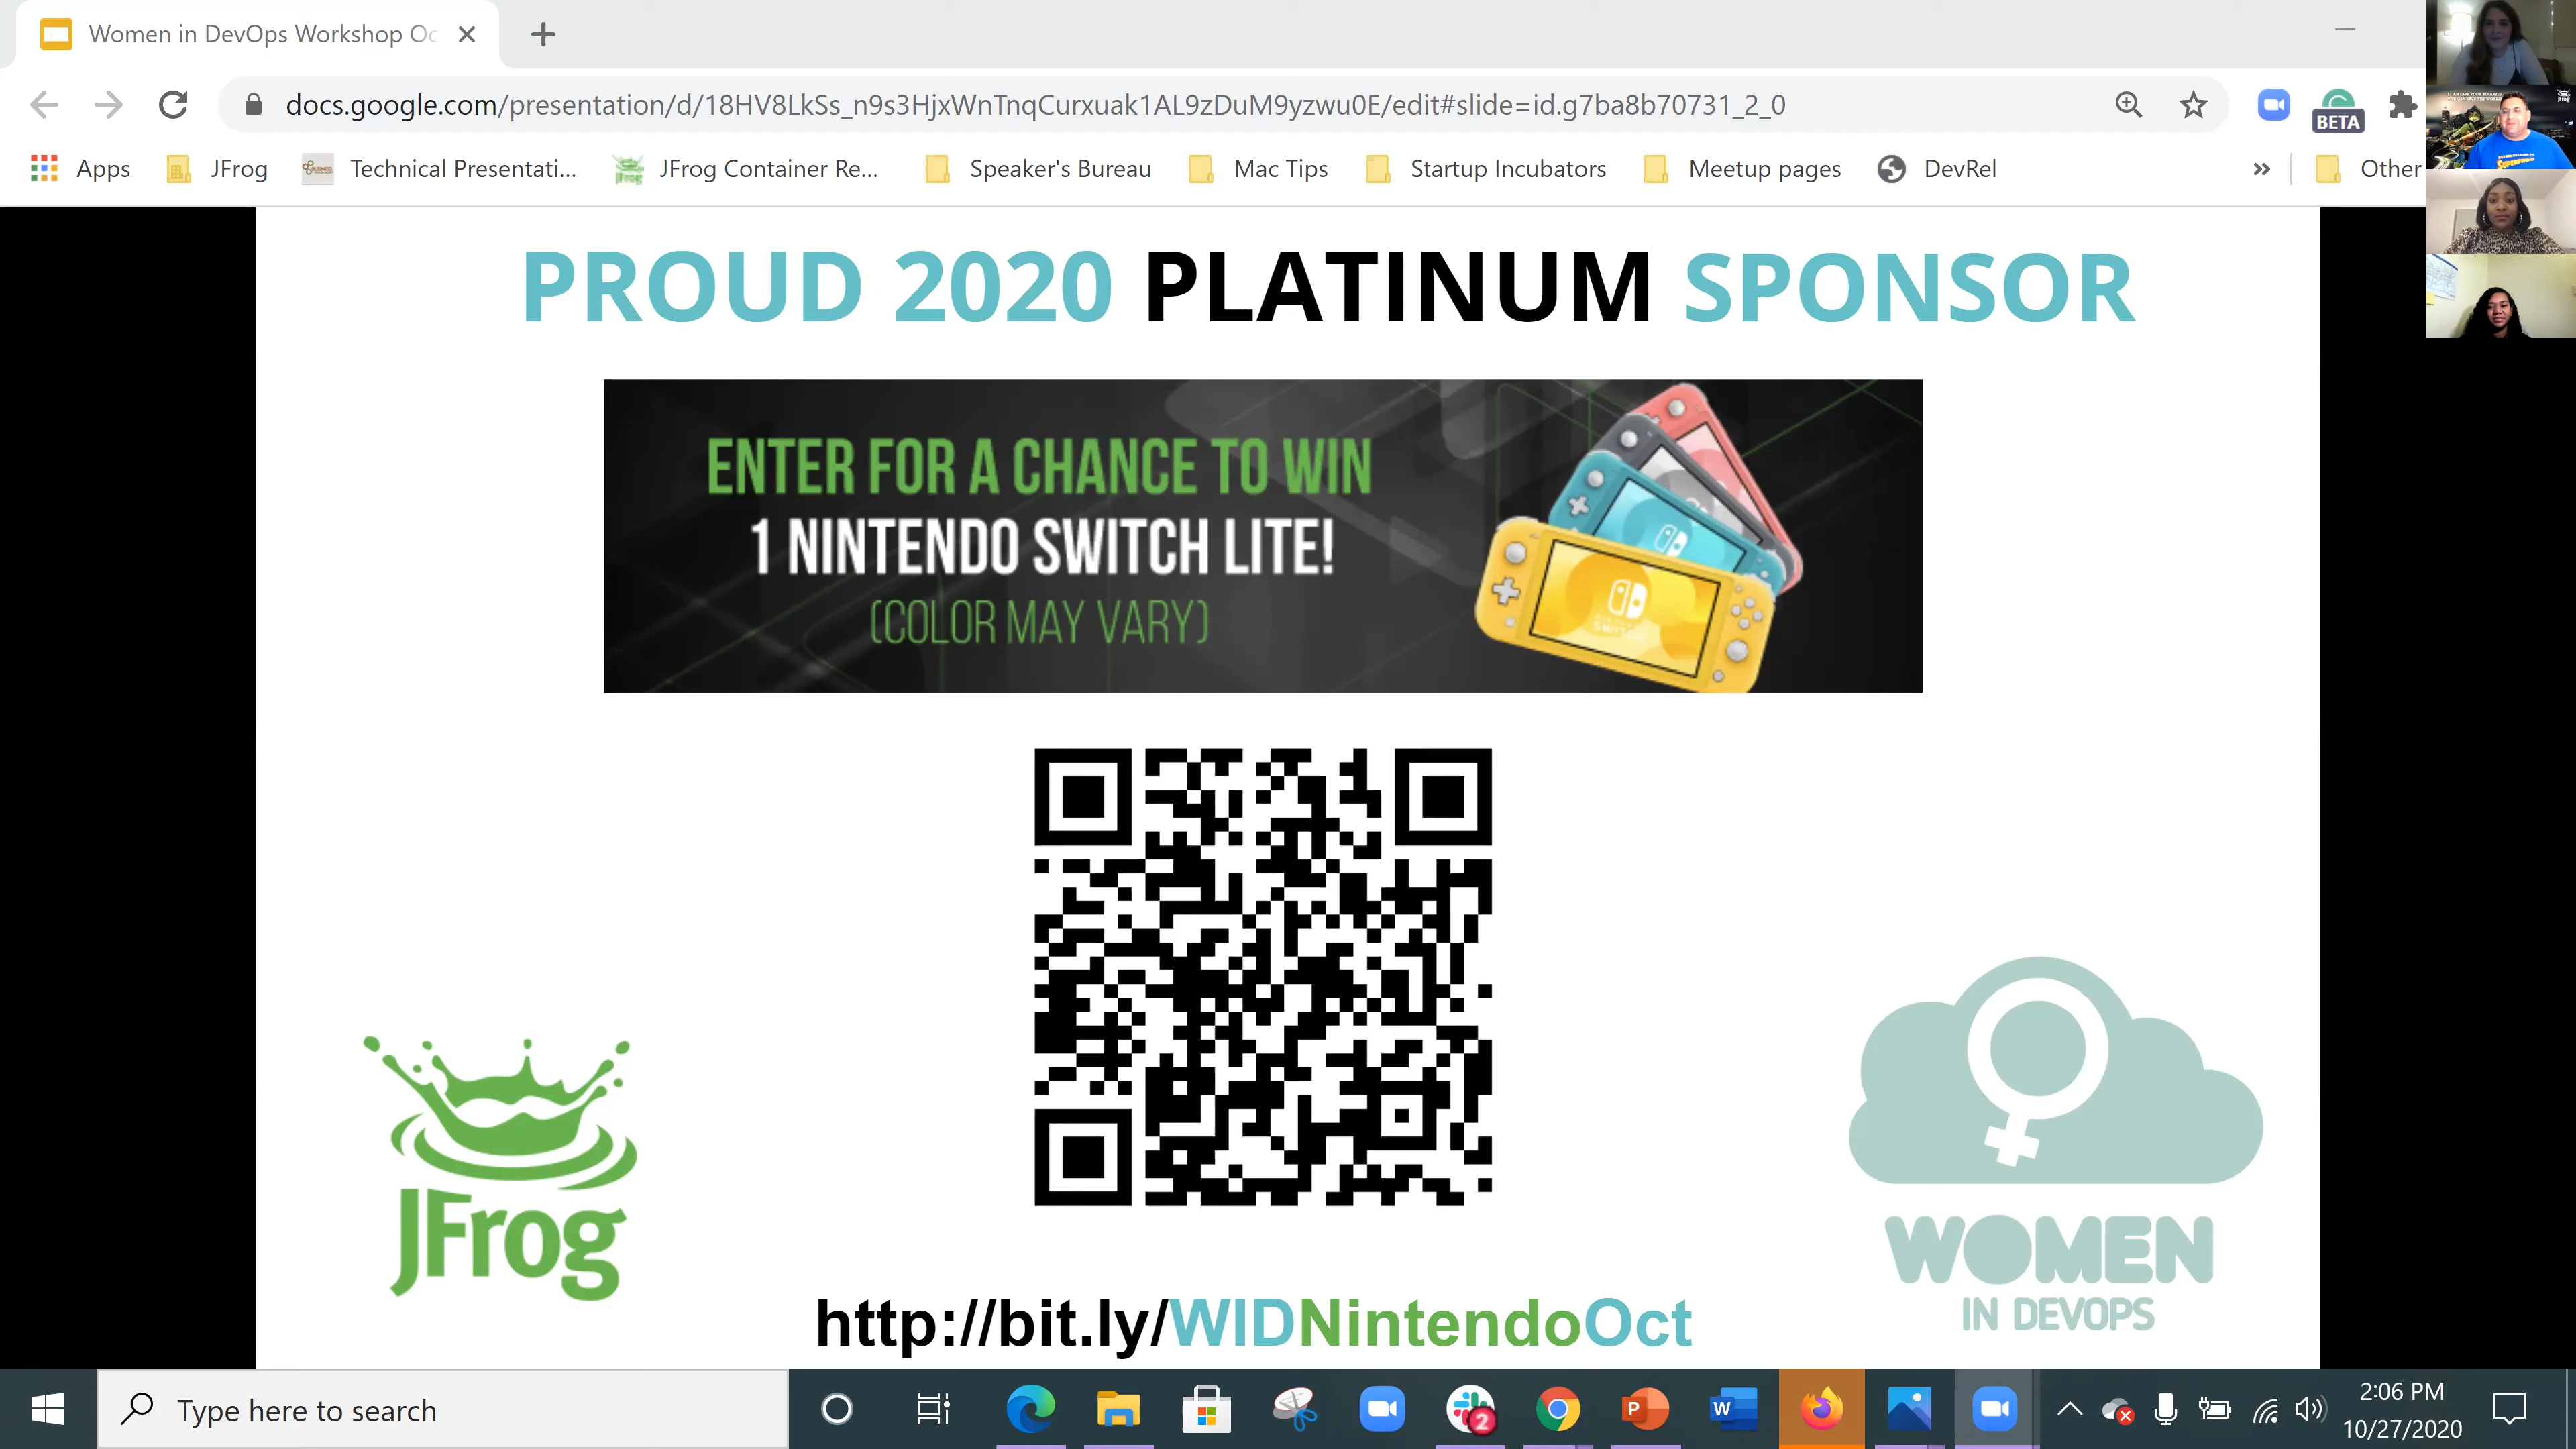 Women in DevOps Workshop Oc
docs.google.com/presentation/d/18HV8LkSs_n9s3HjxWnTnqCurxuak1AL9zDuM9yzwu0E/edit#slide=id.g7ba8b70731_2_0
BETA
Apps
JFrog
Technical Presentati...
JFrog Container Re...
Speaker's Bureau
Mac Tips
Startup Incubators
Meetup pages
DevRel
»
Other
JFrog
SUPERFROG
PROUD 2020 PLATINUM SPONSOR
ENTER FOR A CHANCE TO WIN
1 NINTENDO SWITCH LITE!
(COLOR MAY VARY)
JFrog
WOMEN
IN DEVOPS
http://bit.ly/WIDNintendoOct
Type here to search
2
P
W
2:06 PM
10/27/2020